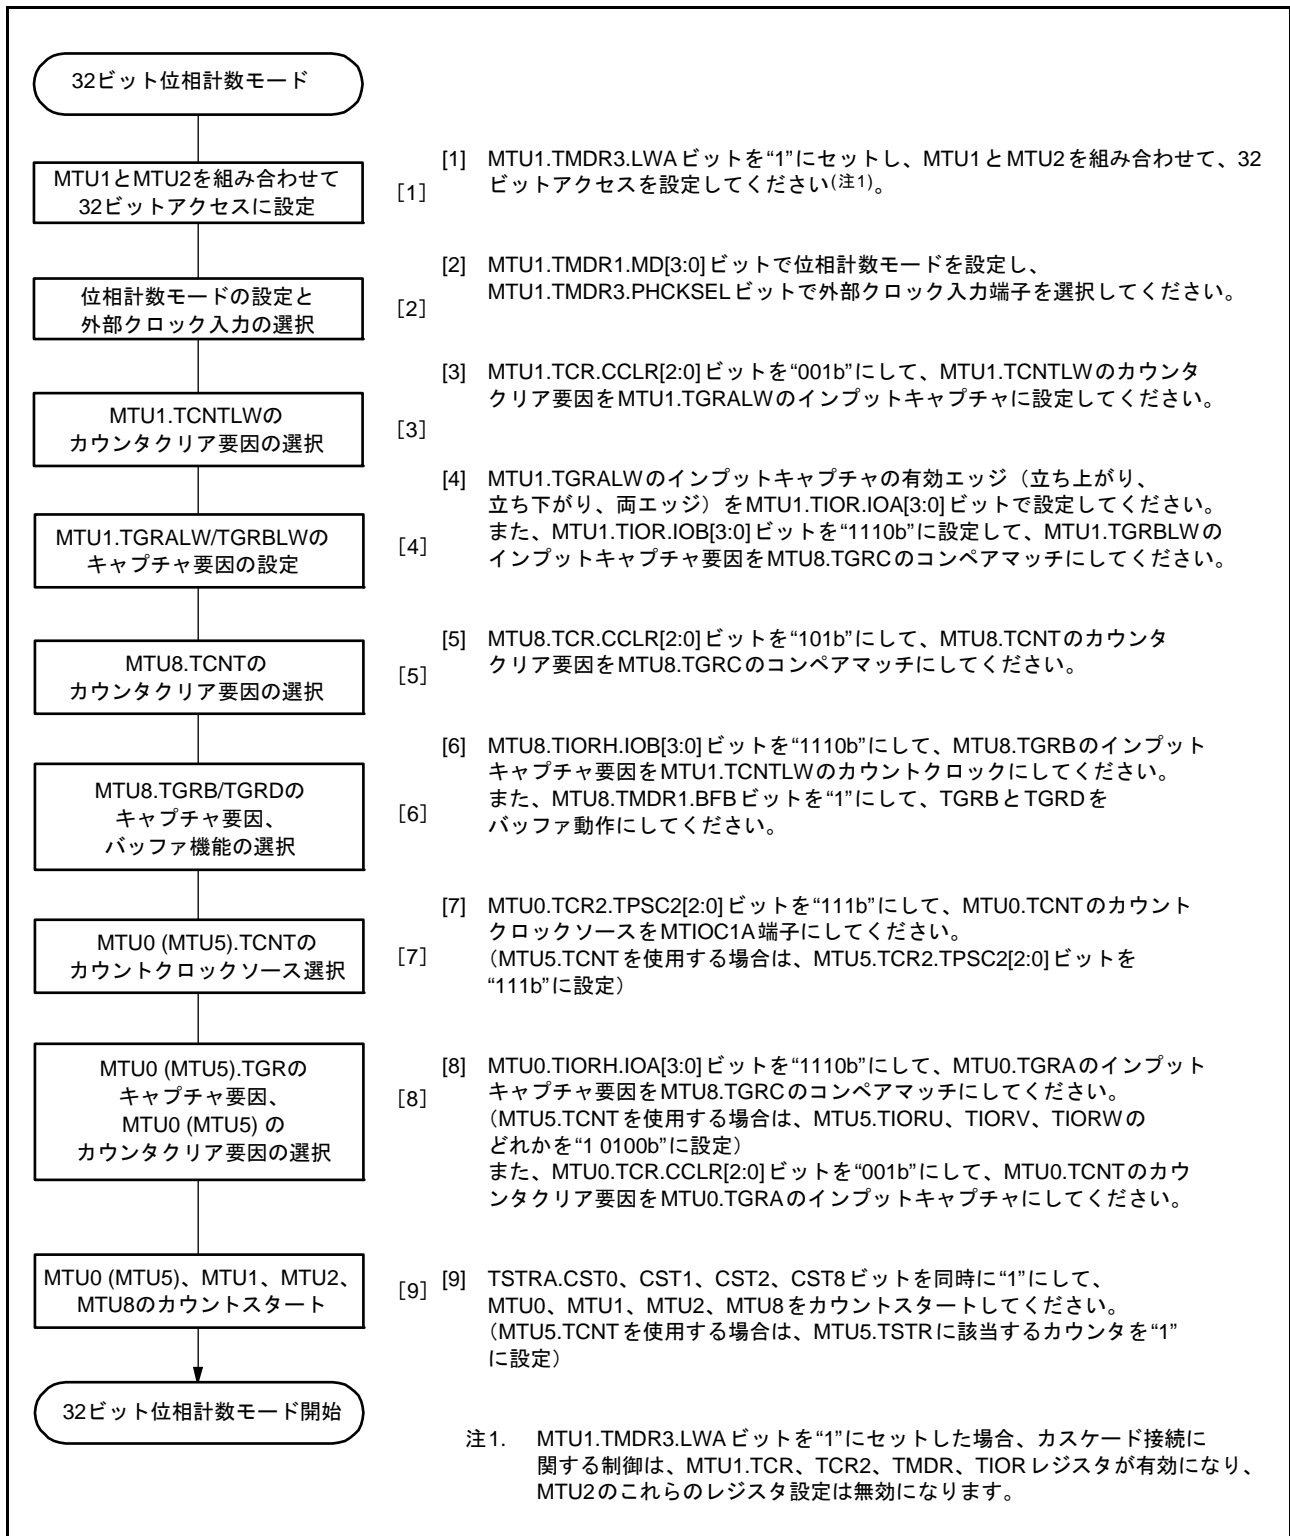 32ビット位相計数モード
MTU1とMTU2を組み合わせて
32ビットアクセスに設定
[1]
[1] MTU1.TMDR3.LWAビットを“1”にセットし、MTU1とMTU2を組み合わせて、32
ビットアクセスを設定してください(注1)。
位相計数モードの設定と
外部クロック入力の選択
[2]
[2] MTU1.TMDR1.MD[3:0]ビットで位相計数モードを設定し、
MTU1.TMDR3.PHCKSELビットで外部クロック入力端子を選択してください。
MTU1.TCNTLWの
カウンタクリア要因の選択
[3]
[3] MTU1.TCR.CCLR[2:0]ビットを“001b”にして、MTU1.TCNTLWのカウンタ
クリア要因をMTU1.TGRALWのインプットキャプチャに設定してください。
MTU1.TGRALW/TGRBLWの
キャプチャ要因の設定
[4]
[4] MTU1.TGRALWのインプットキャプチャの有効エッジ（立ち上がり、
立ち下がり、両エッジ）をMTU1.TIOR.IOA[3:0]ビットで設定してください。
また、MTU1.TIOR.IOB[3:0]ビットを“1110b”に設定して、MTU1.TGRBLWの
インプットキャプチャ要因をMTU8.TGRCのコンペアマッチにしてください。
MTU8.TCNTの
カウンタクリア要因の選択
[5]
[5] MTU8.TCR.CCLR[2:0]ビットを“101b”にして、MTU8.TCNTのカウンタ
クリア要因をMTU8.TGRCのコンペアマッチにしてください。
MTU8.TGRB/TGRDの
キャプチャ要因、
バッファ機能の選択
[6]
[6] MTU8.TIORH.IOB[3:0]ビットを“1110b”にして、MTU8.TGRBのインプット
キャプチャ要因をMTU1.TCNTLWのカウントクロックにしてください。
また、MTU8.TMDR1.BFBビットを“1”にして、TGRBとTGRDを
バッファ動作にしてください。
MTU0 (MTU5).TCNTの
カウントクロックソース選択
[7]
[7] MTU0.TCR2.TPSC2[2:0]ビットを“111b”にして、MTU0.TCNTのカウント
クロックソースをMTIOC1A端子にしてください。
（MTU5.TCNTを使用する場合は、MTU5.TCR2.TPSC2[2:0]ビットを
“111b”に設定）
MTU0 (MTU5).TGRの
キャプチャ要因、
MTU0 (MTU5) の
カウンタクリア要因の選択
[8]
[8] MTU0.TIORH.IOA[3:0]ビットを“1110b”にして、MTU0.TGRAのインプット
キャプチャ要因をMTU8.TGRCのコンペアマッチにしてください。
（MTU5.TCNTを使用する場合は、MTU5.TIORU、TIORV、TIORWの
どれかを“1 0100b”に設定）
また、MTU0.TCR.CCLR[2:0]ビットを“001b”にして、MTU0.TCNTのカウ
ンタクリア要因をMTU0.TGRAのインプットキャプチャにしてください。
MTU0 (MTU5)、MTU1、MTU2、
MTU8のカウントスタート
[9]
[9] TSTRA.CST0、CST1、CST2、CST8ビットを同時に“1”にして、
MTU0、MTU1、MTU2、MTU8をカウントスタートしてください。
（MTU5.TCNTを使用する場合は、MTU5.TSTRに該当するカウンタを“1”
に設定）
32ビット位相計数モード開始
注1. MTU1.TMDR3.LWAビットを“1”にセットした場合、カスケード接続に
関する制御は、MTU1.TCR、TCR2、TMDR、TIORレジスタが有効になり、
MTU2のこれらのレジスタ設定は無効になります。